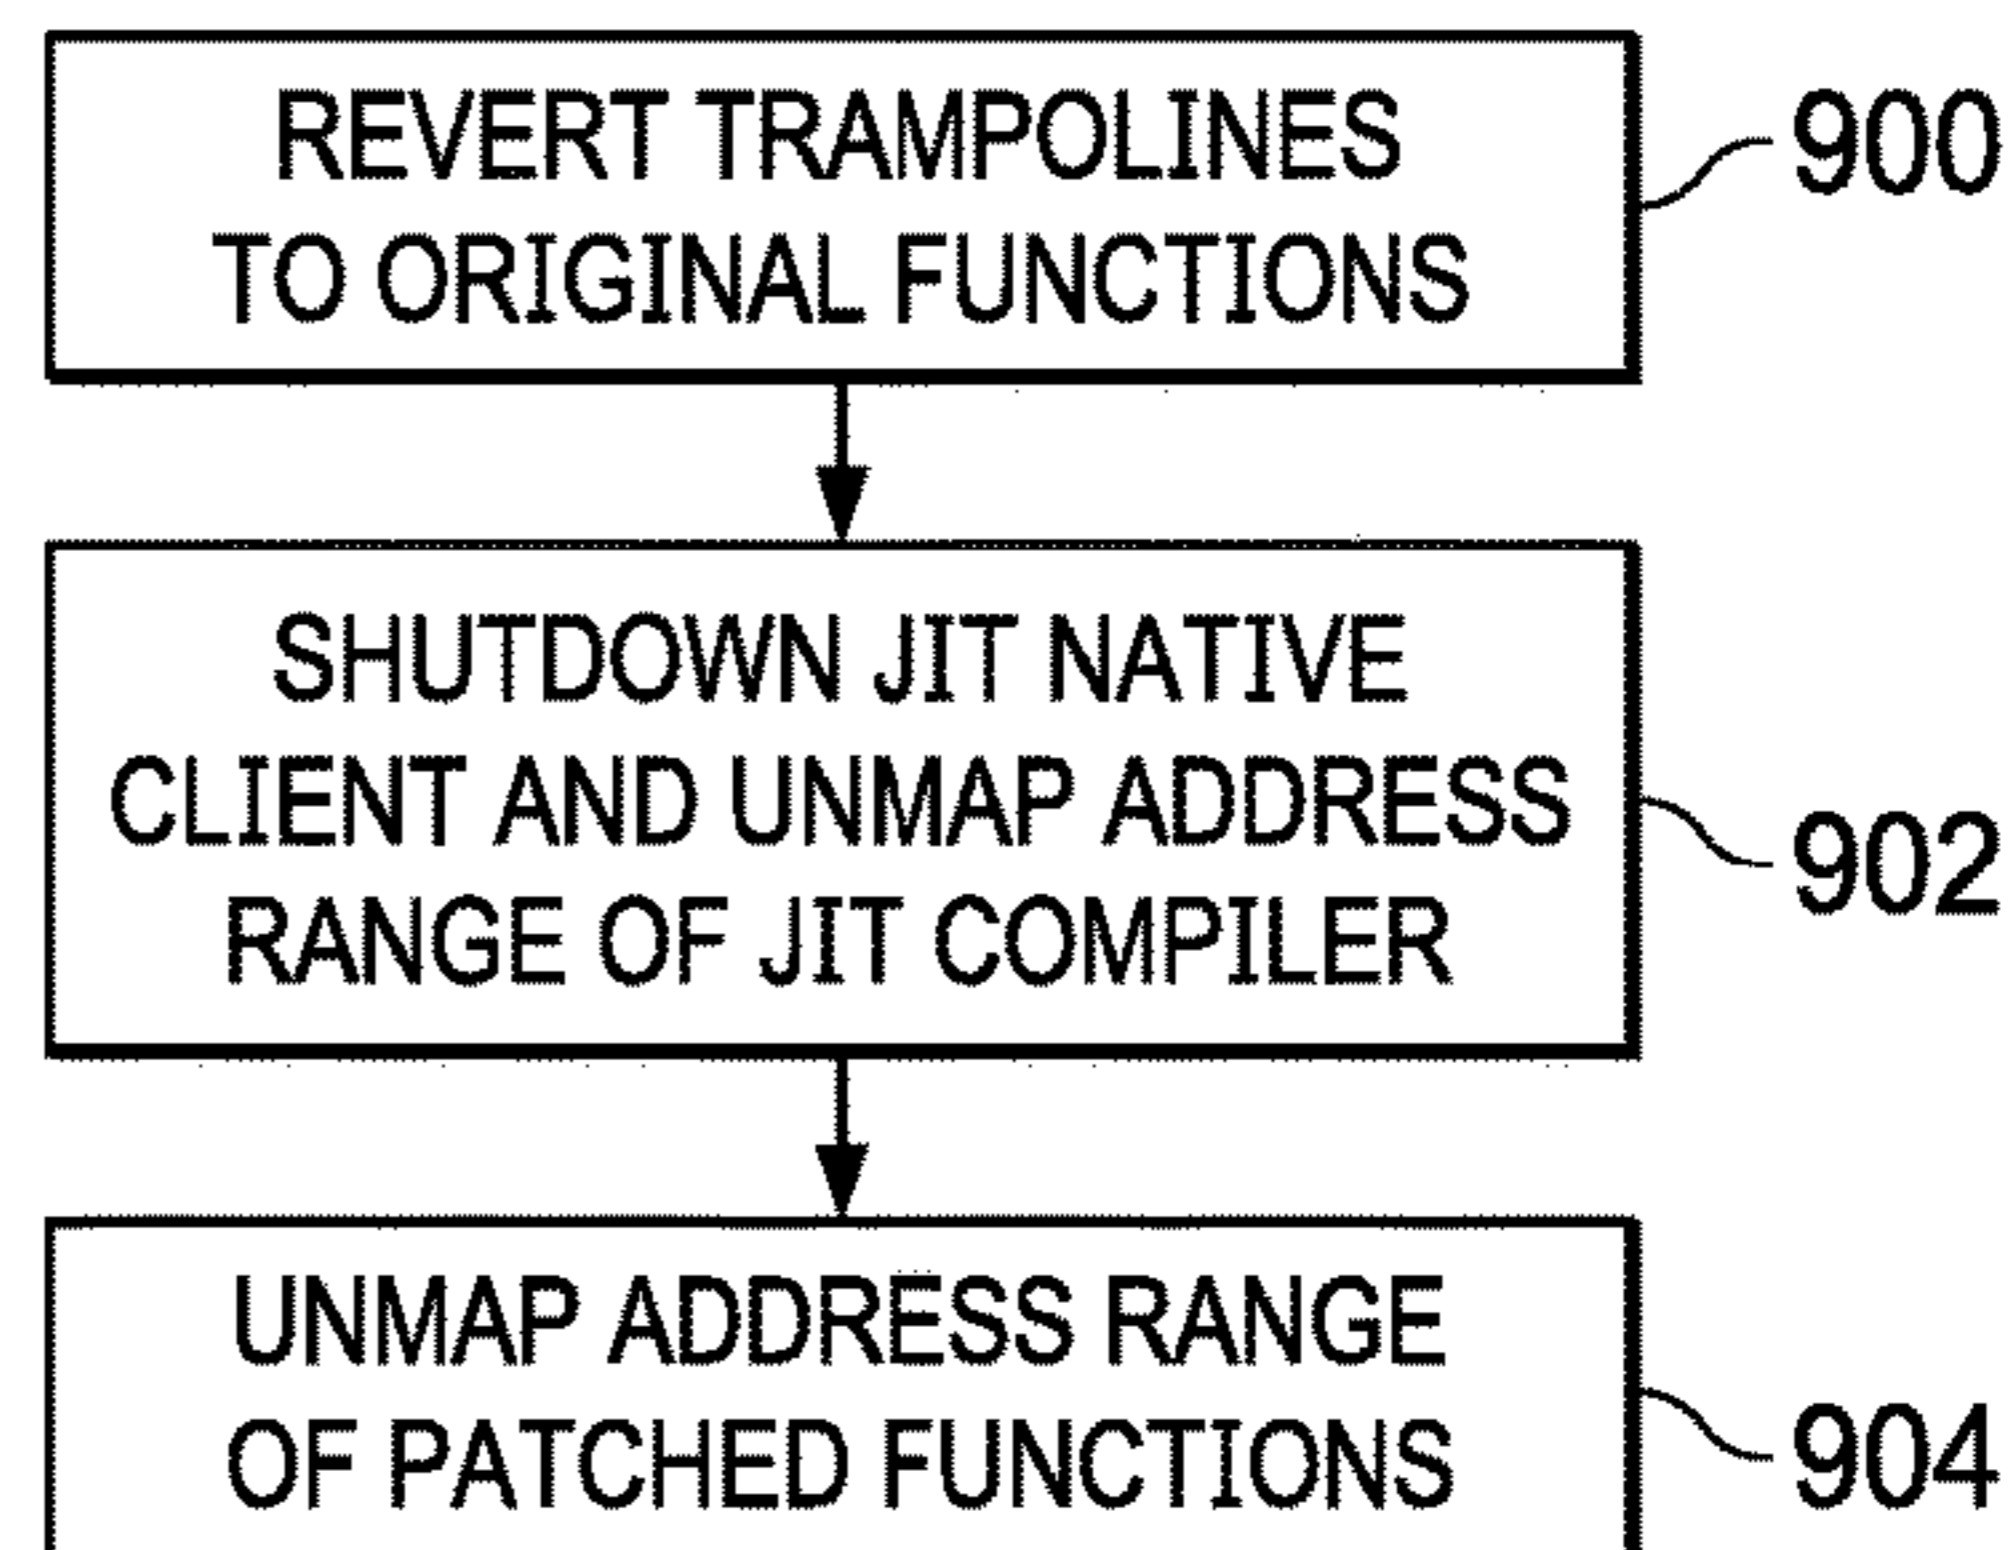 REVERT TRAMPOLINES
TO ORIGINAL FUNCTIONS
900
SHUTDOWN JIT NATIVE
CLIENT AND UNMAP ADDRESS
RANGE OF JIT COMPILER
902
UNMAP ADDRESS RANGE
OF PATCHED FUNCTIONS
904